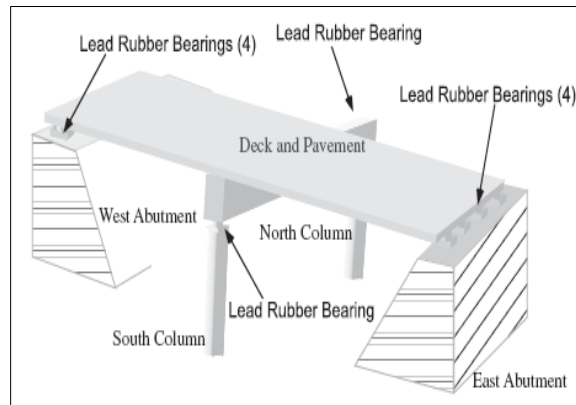 Lead Rubber Bearing
Lead Rubber Bearings (4)
Lead Rubber Bearings (4)
Deck and Pavement
West Abutment
North Column
Lead Rubber Bearing
South Column
East Abutment